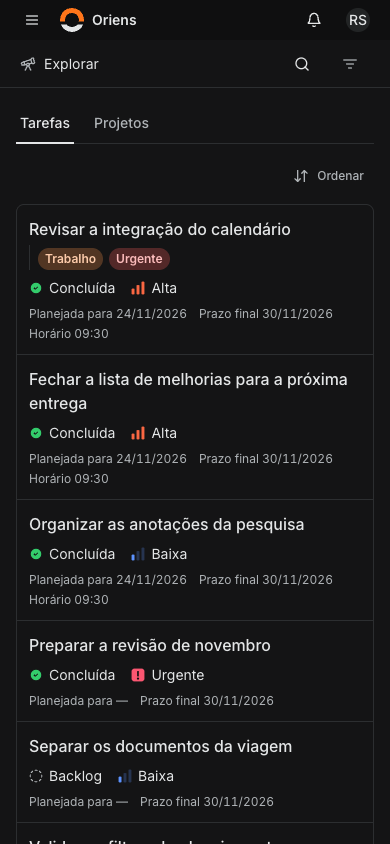 Oriens
RS
Explorar
Tarefas Projetos
Ordenar
Revisar a integração do calendário
Trabalho Urgente
Concluída Alta
Planejada para 24/11/2026 Prazo final 30/11/2026
Horário 09:30
Fechar a lista de melhorias para a próxima
entrega
Concluída Alta
Planejada para 24/11/2026 Prazo final 30/11/2026
Horário 09:30
Organizar as anotações da pesquisa
Concluída Baixa
Planejada para 24/11/2026 Prazo final 30/11/2026
Horário 09:30
Preparar a revisão de novembro
Concluída Urgente
Planejada para — Prazo final 30/11/2026
Separar os documentos da viagem
Backlog Baixa
Planejada para — Prazo final 30/11/2026